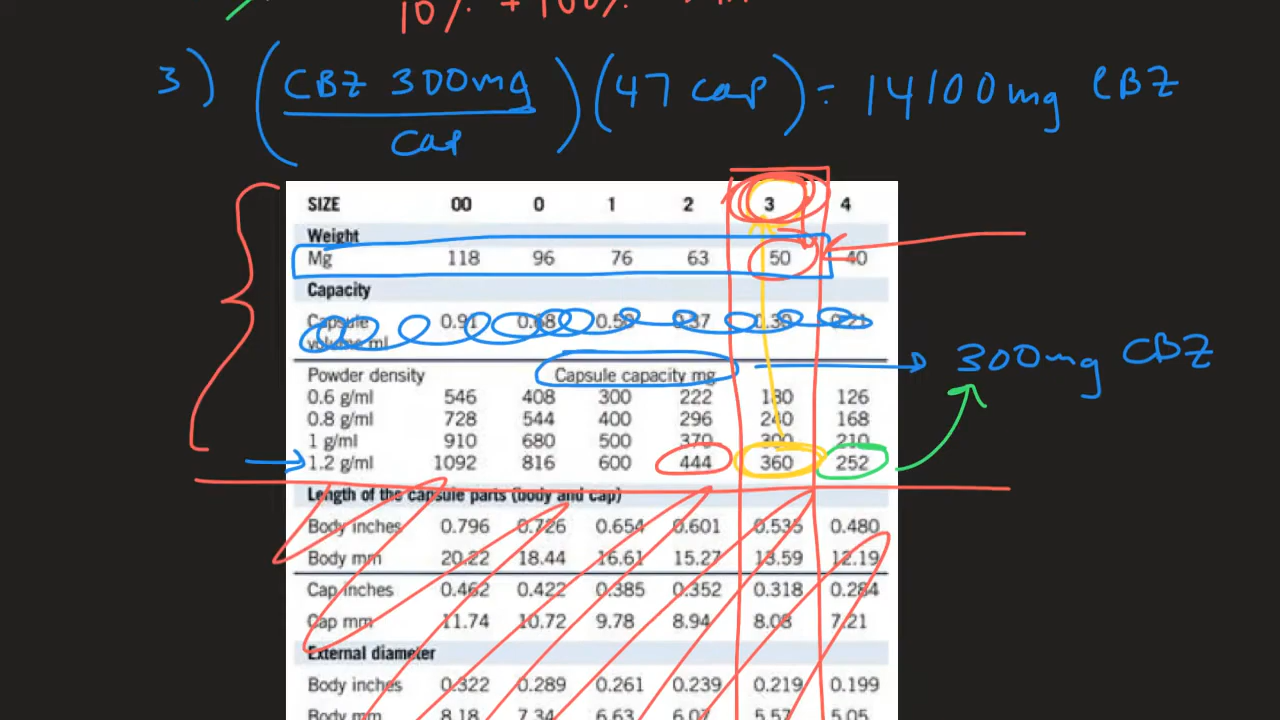 10% + 100%
3) (CBZ 300mg / cap) (47 cap) = 14100mg CBZ
SIZE 00 0 1 2 3 4
Weight
Mg 118 96 76 63 50 40
Capacity
Capsule 0.91 0.68 0.50 0.37 0.30 0.21
volume ml
300mg CBZ
Powder density Capsule capacity mg
0.6 g/ml 546 408 300 222 180 126
0.8 g/ml 728 544 400 296 240 168
1 g/ml 910 680 500 370 300 210
1.2 g/ml 1092 816 600 444 360 252
Length of the capsule parts (body and cap)
Body inches 0.796 0.726 0.654 0.601 0.535 0.480
Body mm 20.22 18.44 16.61 15.27 13.59 12.19
Cap inches 0.462 0.422 0.385 0.352 0.318 0.284
Cap mm 11.74 10.72 9.78 8.94 8.08 7.21
External diameter
Body inches 0.322 0.289 0.261 0.239 0.219 0.199
Body mm 8.18 7.34 6.63 6.07 5.57 5.05